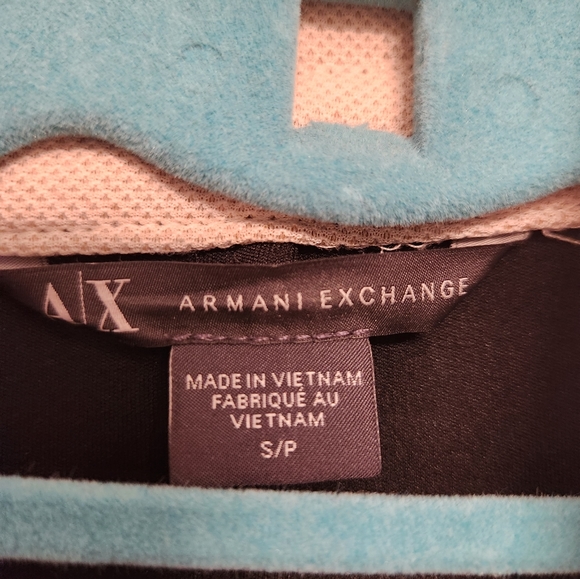 A|X ARMANI EXCHANGE
MADE IN VIETNAM
FABRIQUÉ AU
VIETNAM
S/P